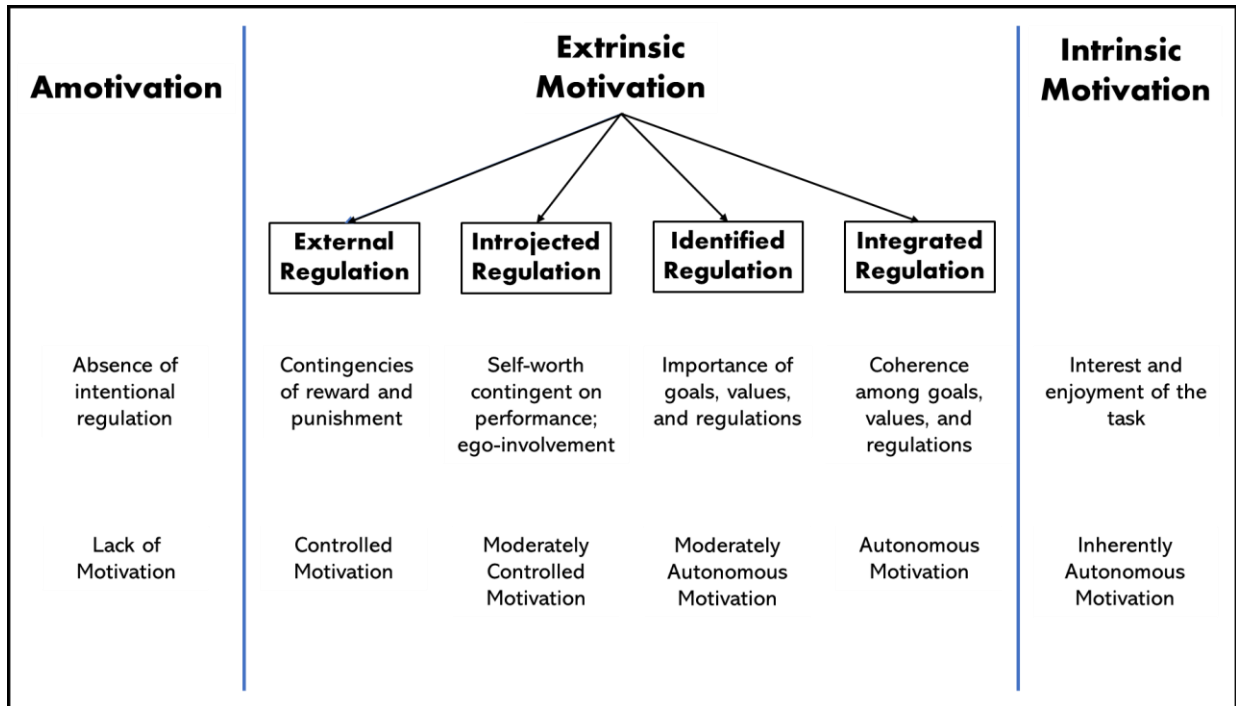 Amotivation
Extrinsic
Motivation
Intrinsic
Motivation
External
Regulation
Introjected
Regulation
Identified
Regulation
Integrated
Regulation
Absence of
intentional
regulation
Contingencies
of reward and
punishment
Self-worth
contingent on
performance;
ego-involvement
Importance of
goals, values,
and regulations
Coherence
among goals,
values, and
regulations
Interest and
enjoyment of the
task
Lack of
Motivation
Controlled
Motivation
Moderately
Controlled
Motivation
Moderately
Autonomous
Motivation
Autonomous
Motivation
Inherently
Autonomous
Motivation